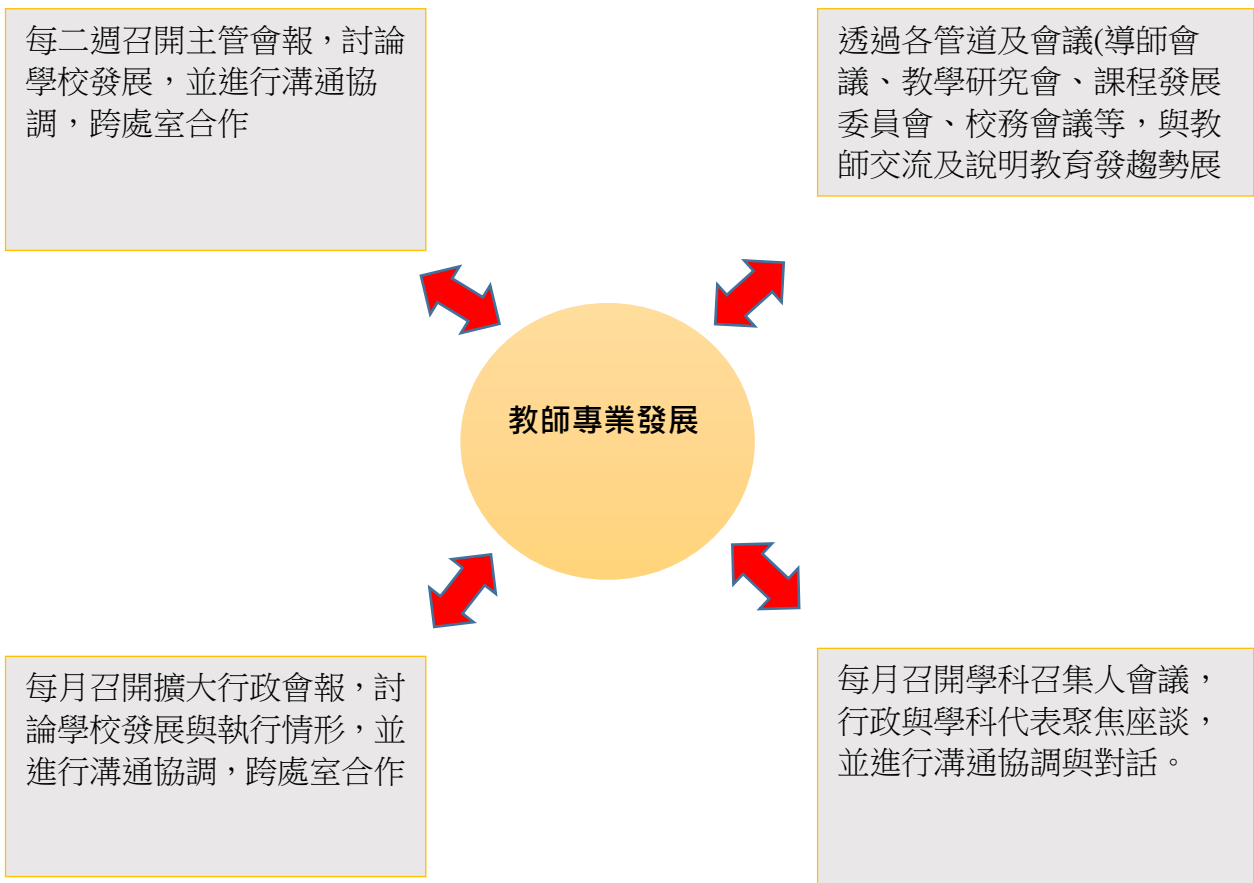 每二週召開主管會報，討論
學校發展，並進行溝通協
調，跨處室合作
透過各管道及會議(導師會
議、教學研究會、課程發展
委員會、校務會議等，與教
師交流及說明教育發趨勢展
教師專業發展
每月召開擴大行政會報，討
論學校發展與執行情形，並
進行溝通協調，跨處室合作
每月召開學科召集人會議，
行政與學科代表聚焦座談，
並進行溝通協調與對話。